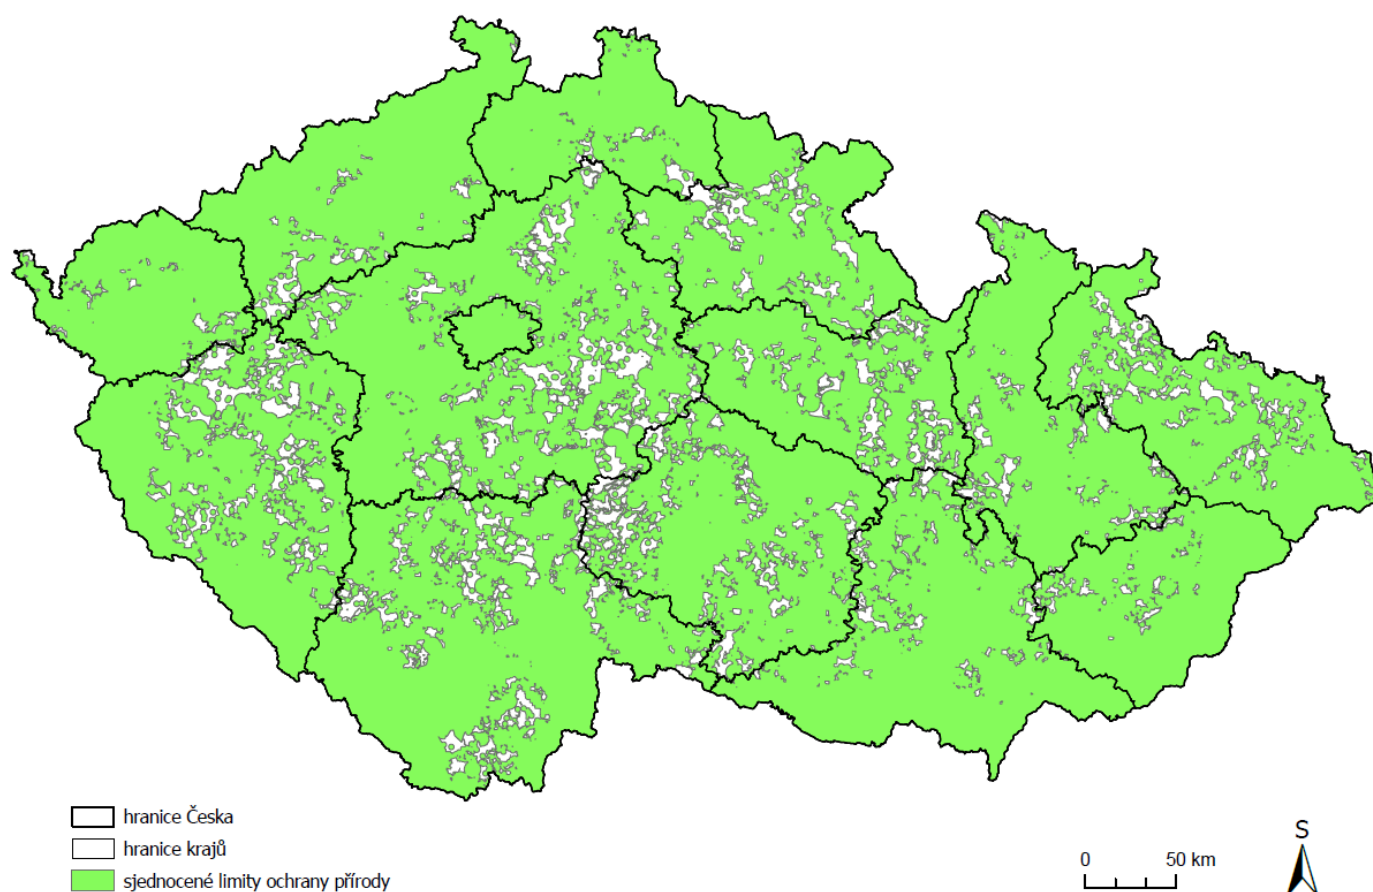 hranice Česka
hranice krajů
sjednocené limity ochrany přírody
0 50 km
S